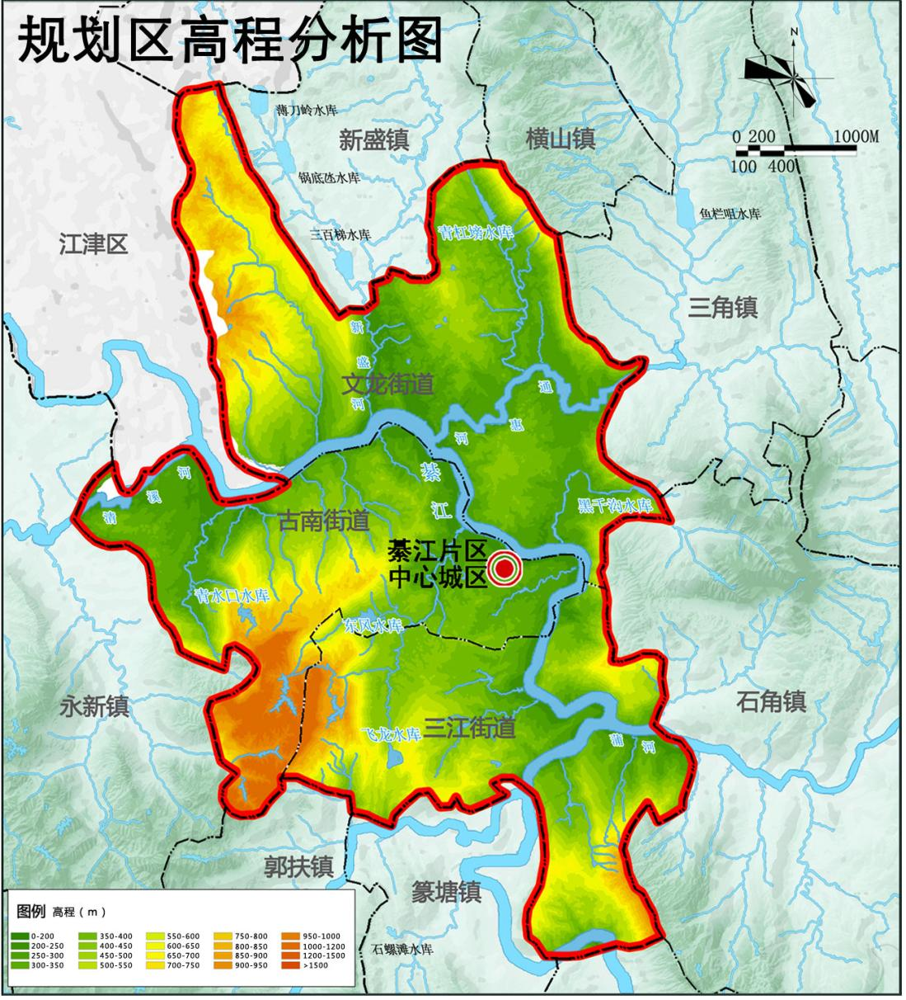 规划区高程分析图
N
0 200 1000M
100 400
薄刀岭水库
新盛镇
横山镇
锅底凼水库
鱼栏咀水库
江津区
三百梯水库
青杠塝水库
三角镇
新
盛
河
文龙街道
通
惠
河
綦
江
河
溪
清
古南街道
黑千沟水库
綦江片区
中心城区
青水口水库
东风水库
永新镇
石角镇
飞龙水库
三江街道
蒲
河
郭扶镇
篆塘镇
石螺滩水库
图例 高程（m）
0-200 350-400 550-600 750-800 950-1000
200-250 400-450 600-650 800-850 1000-1200
250-300 450-500 650-700 850-900 1200-1500
300-350 500-550 700-750 900-950 >1500